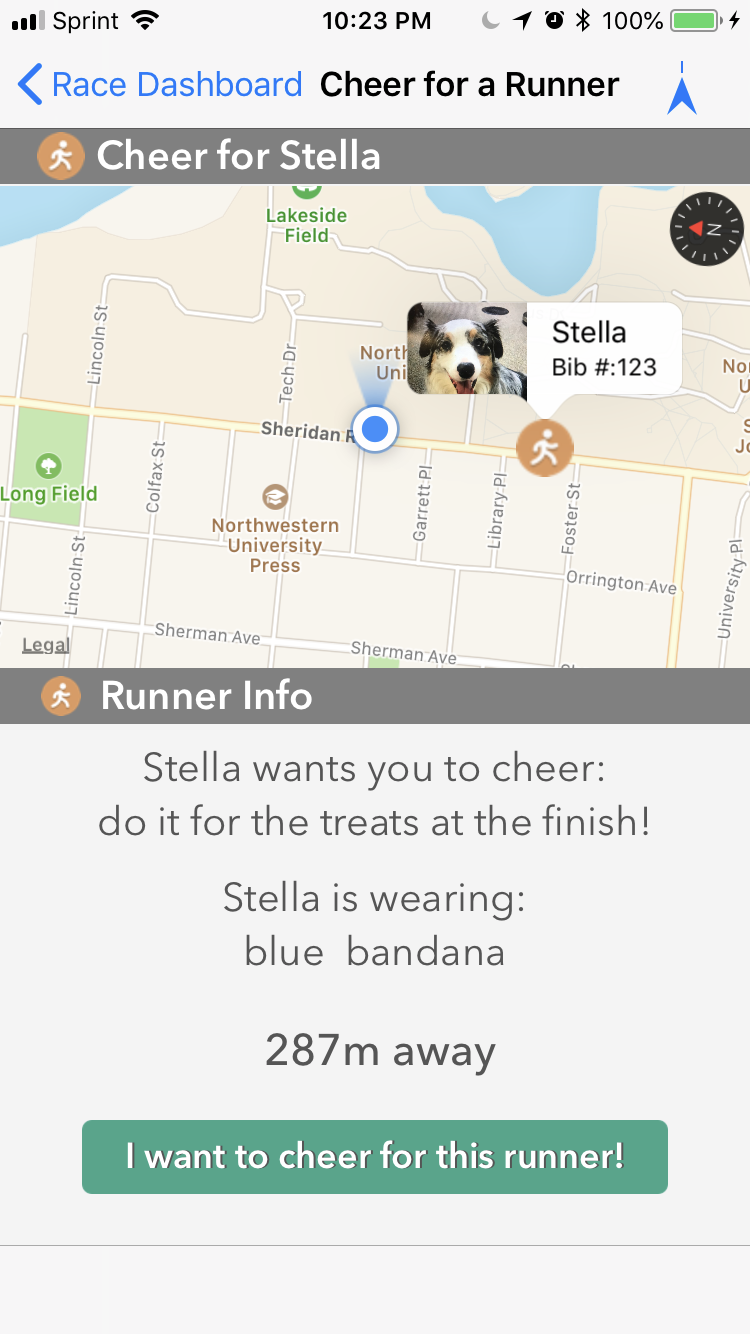 Sprint 10:23 PM 100%
Race Dashboard Cheer for a Runner
Cheer for Stella
Lakeside
Field
N
Lincoln St
Tech Dr
North
Uni
Stella
Bib #:123
No
U
S
Jo
Sheridan R
Long Field
Colfax St
Northwestern
University
Press
Garrett Pl
Library Pl
Foster St
Lincoln St
Orrington Ave
University Pl
Sherman Ave
Sherman Ave
Legal
Runner Info
Stella wants you to cheer:
do it for the treats at the finish!
Stella is wearing:
blue bandana
287m away
I want to cheer for this runner!